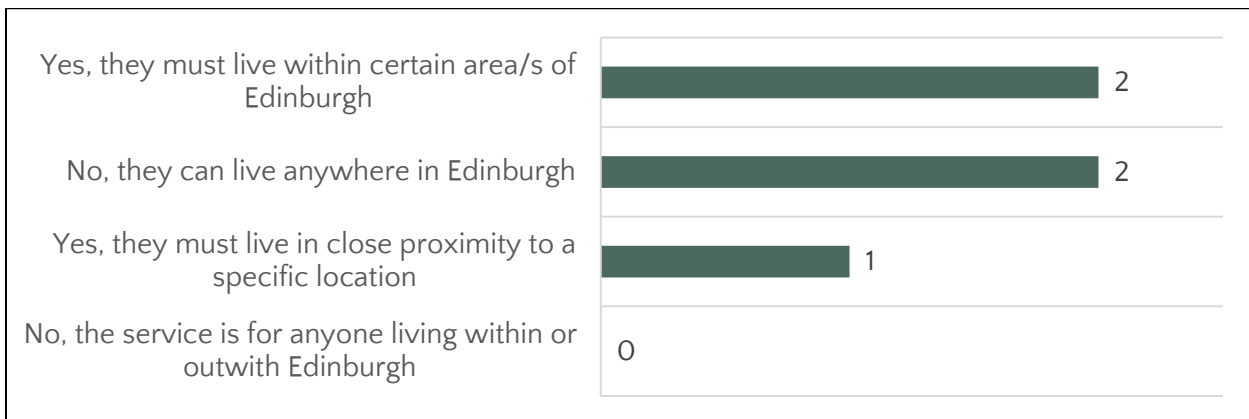 Yes, they must live within certain area/s of
Edinburgh
2
No, they can live anywhere in Edinburgh
2
Yes, they must live in close proximity to a
specific location
1
No, the service is for anyone living within or
outwith Edinburgh
0